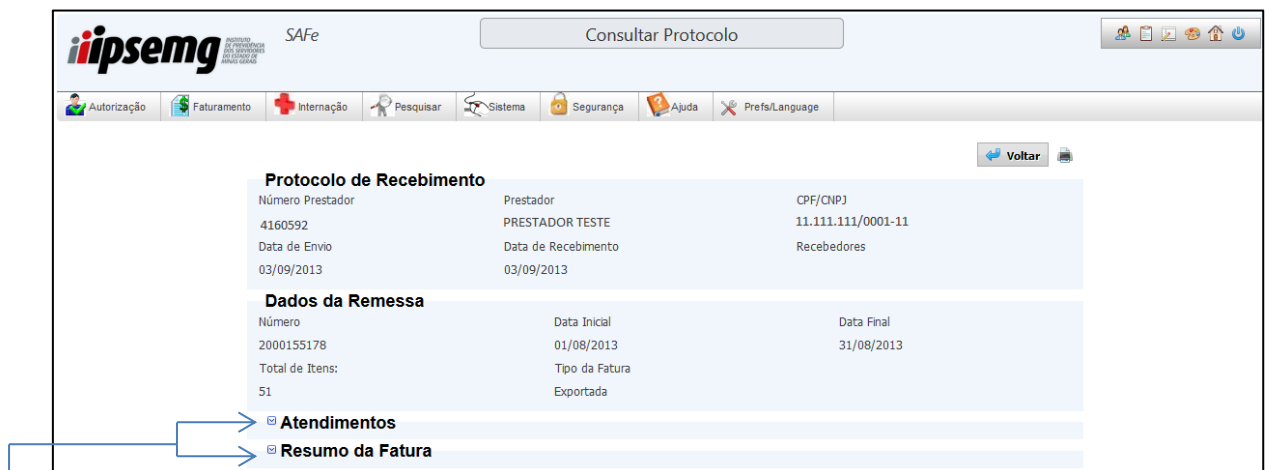 ipsemg INSTITUTO DE PREVIDÊNCIA DOS SERVIDORES DO ESTADO DE MINAS GERAIS
SAFe
Consultar Protocolo
Autorização Faturamento Internação Pesquisar Sistema Segurança Ajuda Prefs/Language
Voltar
Protocolo de Recebimento
Número Prestador Prestador CPF/CNPJ
4160592 PRESTADOR TESTE 11.111.111/0001-11
Data de Envio Data de Recebimento Recebedores
03/09/2013 03/09/2013
Dados da Remessa
Número Data Inicial Data Final
2000155178 01/08/2013 31/08/2013
Total de Itens: Tipo da Fatura
51 Exportada
Atendimentos
Resumo da Fatura